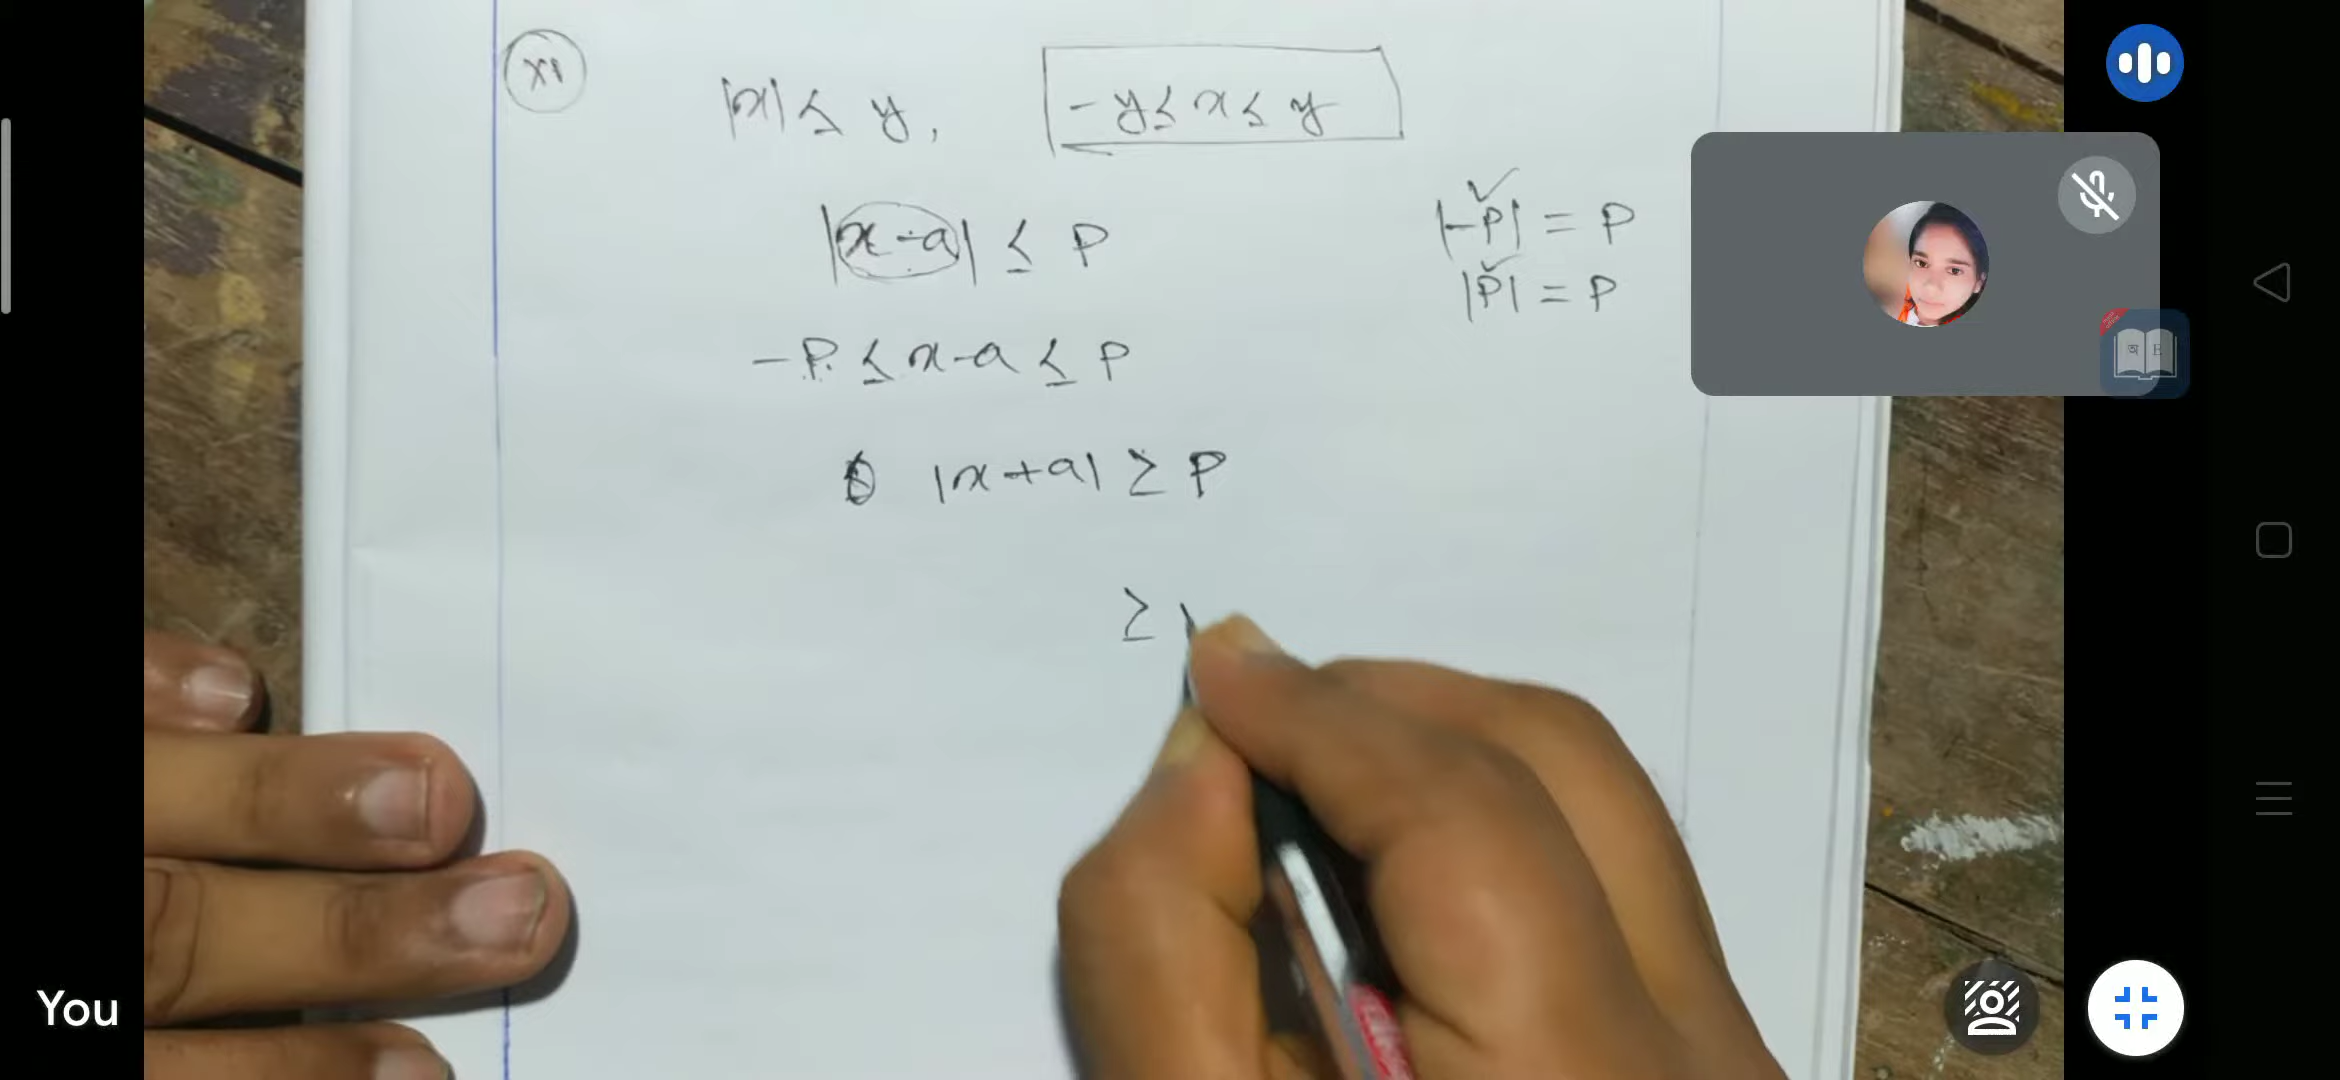 XI
|x| ≤ y, -y ≤ x ≤ y
|x-a| ≤ P
|-P| = P
|P| = P
-P ≤ x-a ≤ P
|x+a| ≥ P
≥
You
অ E